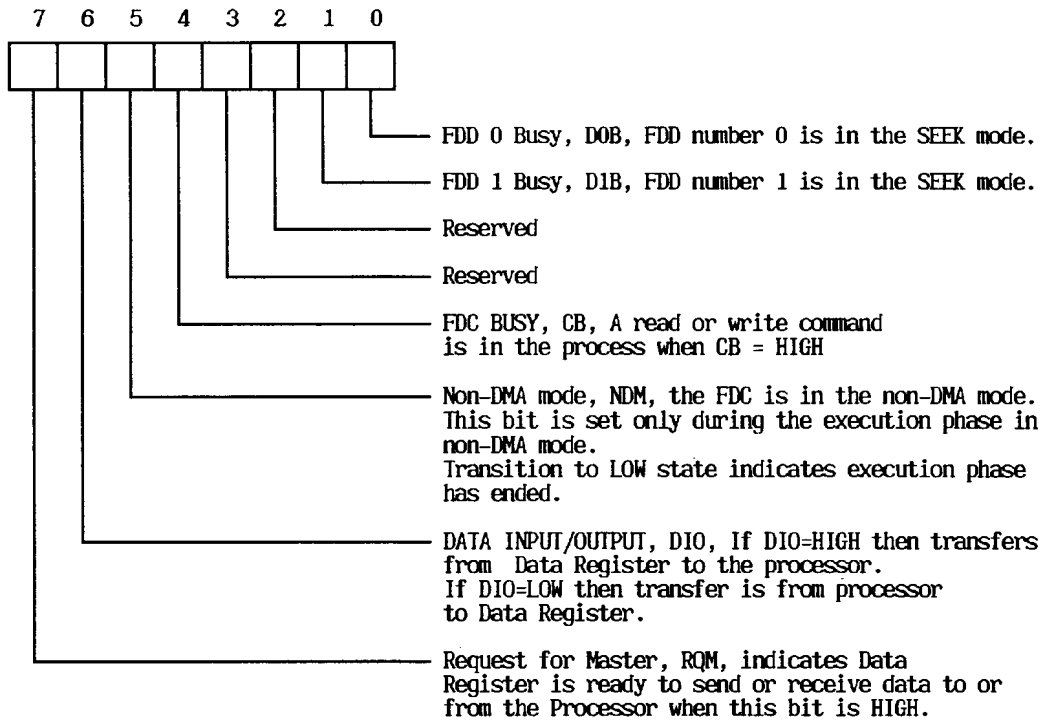 7 6 5 4 3 2 1 0
FDD 0 Busy, DOB, FDD number 0 is in the SEEK mode.
FDD 1 Busy, D1B, FDD number 1 is in the SEEK mode.
Reserved
Reserved
FDC BUSY, CB, A read or write command
is in the process when CB = HIGH
Non-DMA mode, NDM, the FDC is in the non-DMA mode.
This bit is set only during the execution phase in
non-DMA mode.
Transition to LOW state indicates execution phase
has ended.
DATA INPUT/OUTPUT, DIO, If DIO=HIGH then transfers
from Data Register to the processor.
If DIO=LOW then transfer is from processor
to Data Register.
Request for Master, RQM, indicates Data
Register is ready to send or receive data to or
from the Processor when this bit is HIGH.